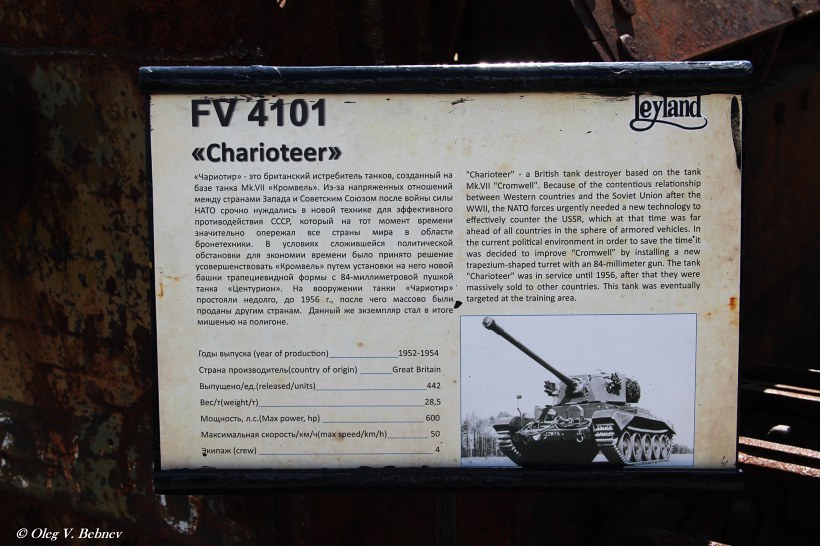 FV 4101
Leyland
«Charioteer»
«Чариотир» - это британский истребитель танков, созданный на
базе танка Mk.VII «Кромвель». Из-за напряженных отношений
между странами Запада и Советским Союзом после войны силы
НАТО срочно нуждались в новой технике для эффективного
противодействия СССР, который на тот момент времени
значительно опережал все страны мира в области
бронетехники. В условиях сложившейся политической
обстановки для экономии времени было принято решение
усовершенствовать «Кромвель» путем установки на него новой
башни трапециевидной формы с 84-миллиметровой пушкой
танка «Центурион». На вооружении танки «Чариотир»
простояли недолго, до 1956 г., после чего массово были
проданы другим странам. Данный же экземпляр стал в итоге
мишенью на полигоне.
"Charioteer" - a British tank destroyer based on the tank
Mk.VII "Cromwell". Because of the contentious relationship
between Western countries and the Soviet Union after the
WWII, the NATO forces urgently needed a new technology to
effectively counter the USSR, which at that time was far
ahead of all countries in the sphere of armored vehicles. In
the current political environment in order to save the time it
was decided to improve "Cromwell" by installing a new
trapezium-shaped turret with an 84-millimeter gun. The tank
"Charioteer" was in service until 1956, after that they were
massively sold to other countries. This tank was eventually
targeted at the training area.
Годы выпуска (year of production)________________1952-1954
Страна производитель(country of origin) _______ Great Britain
Выпущено/ед.(released/units)__________________________442
Вес/т(weight/т)_______________________________________28,5
Мощность, л.с.(Max power, hp)_________________________600
Максимальная скорость/км/ч(max speed/km/h)____________50
Экипаж (crew) _________________________________________4
© Oleg V. Bebnev